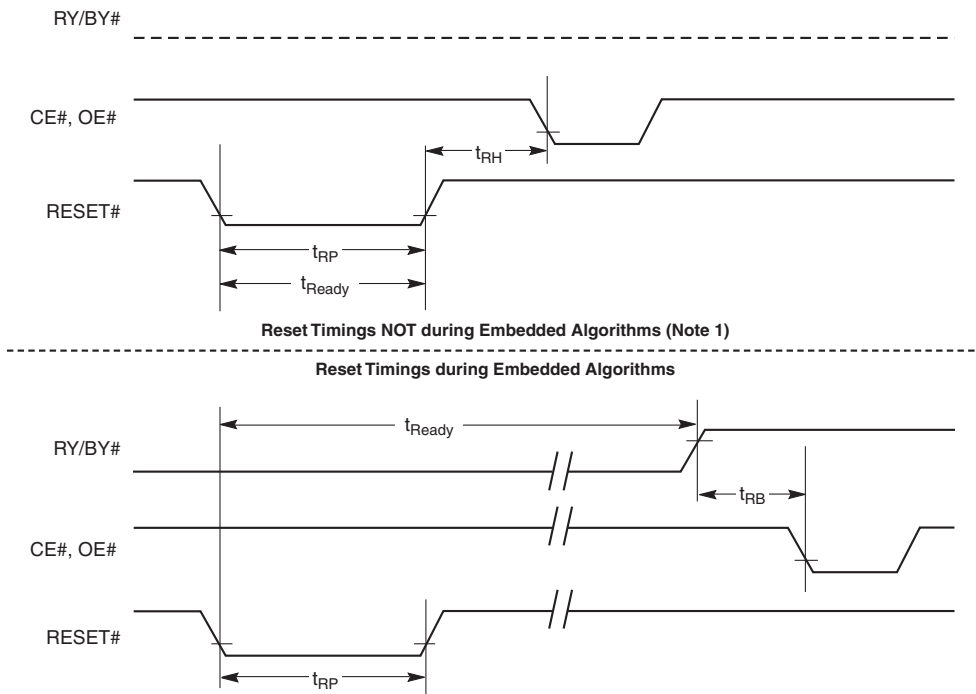 RY/BY#
CE#, OE#
tRH
RESET#
tRP
tReady
Reset Timings NOT during Embedded Algorithms (Note 1)
Reset Timings during Embedded Algorithms
tReady
RY/BY#
tRB
CE#, OE#
RESET#
tRP